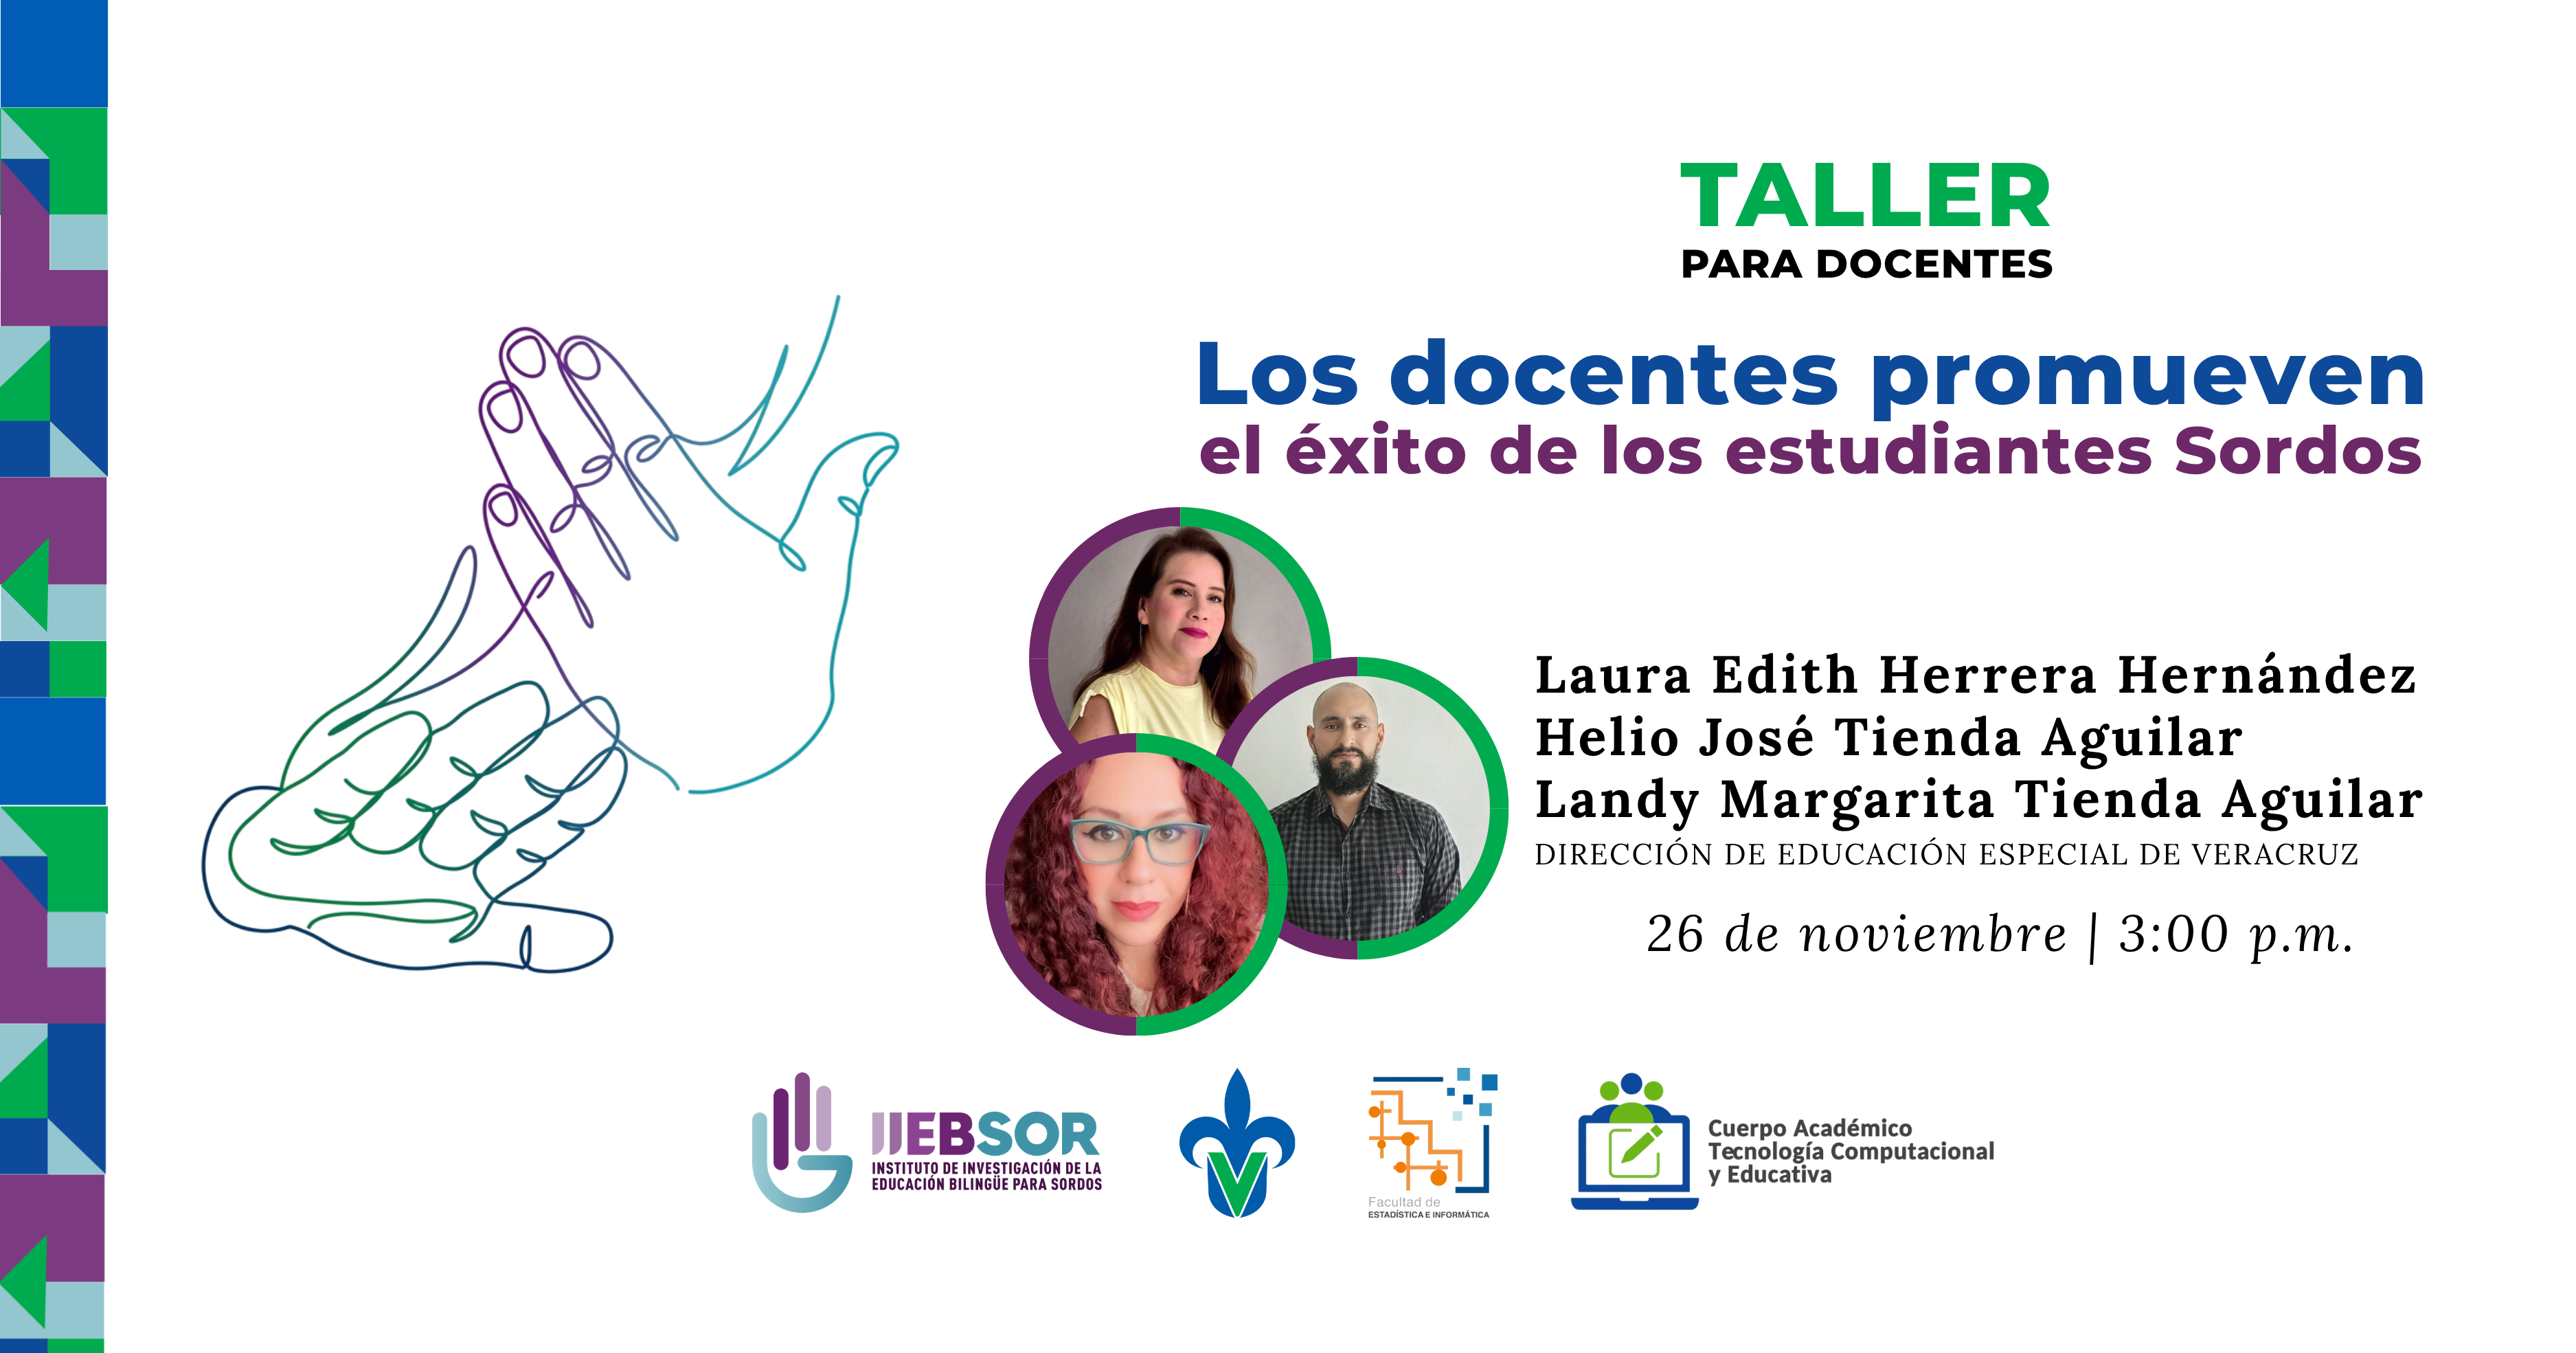 TALLER
PARA DOCENTES
Los docentes promueven
el éxito de los estudiantes Sordos
Laura Edith Herrera Hernández
Helio José Tienda Aguilar
Landy Margarita Tienda Aguilar
DIRECCIÓN DE EDUCACIÓN ESPECIAL DE VERACRUZ
26 de noviembre | 3:00 p.m.
IIEBSOR
INSTITUTO DE INVESTIGACIÓN DE LA
EDUCACIÓN BILINGÜE PARA SORDOS
V
Facultad de
ESTADÍSTICA E INFORMÁTICA
Cuerpo Académico
Tecnología Computacional
y Educativa